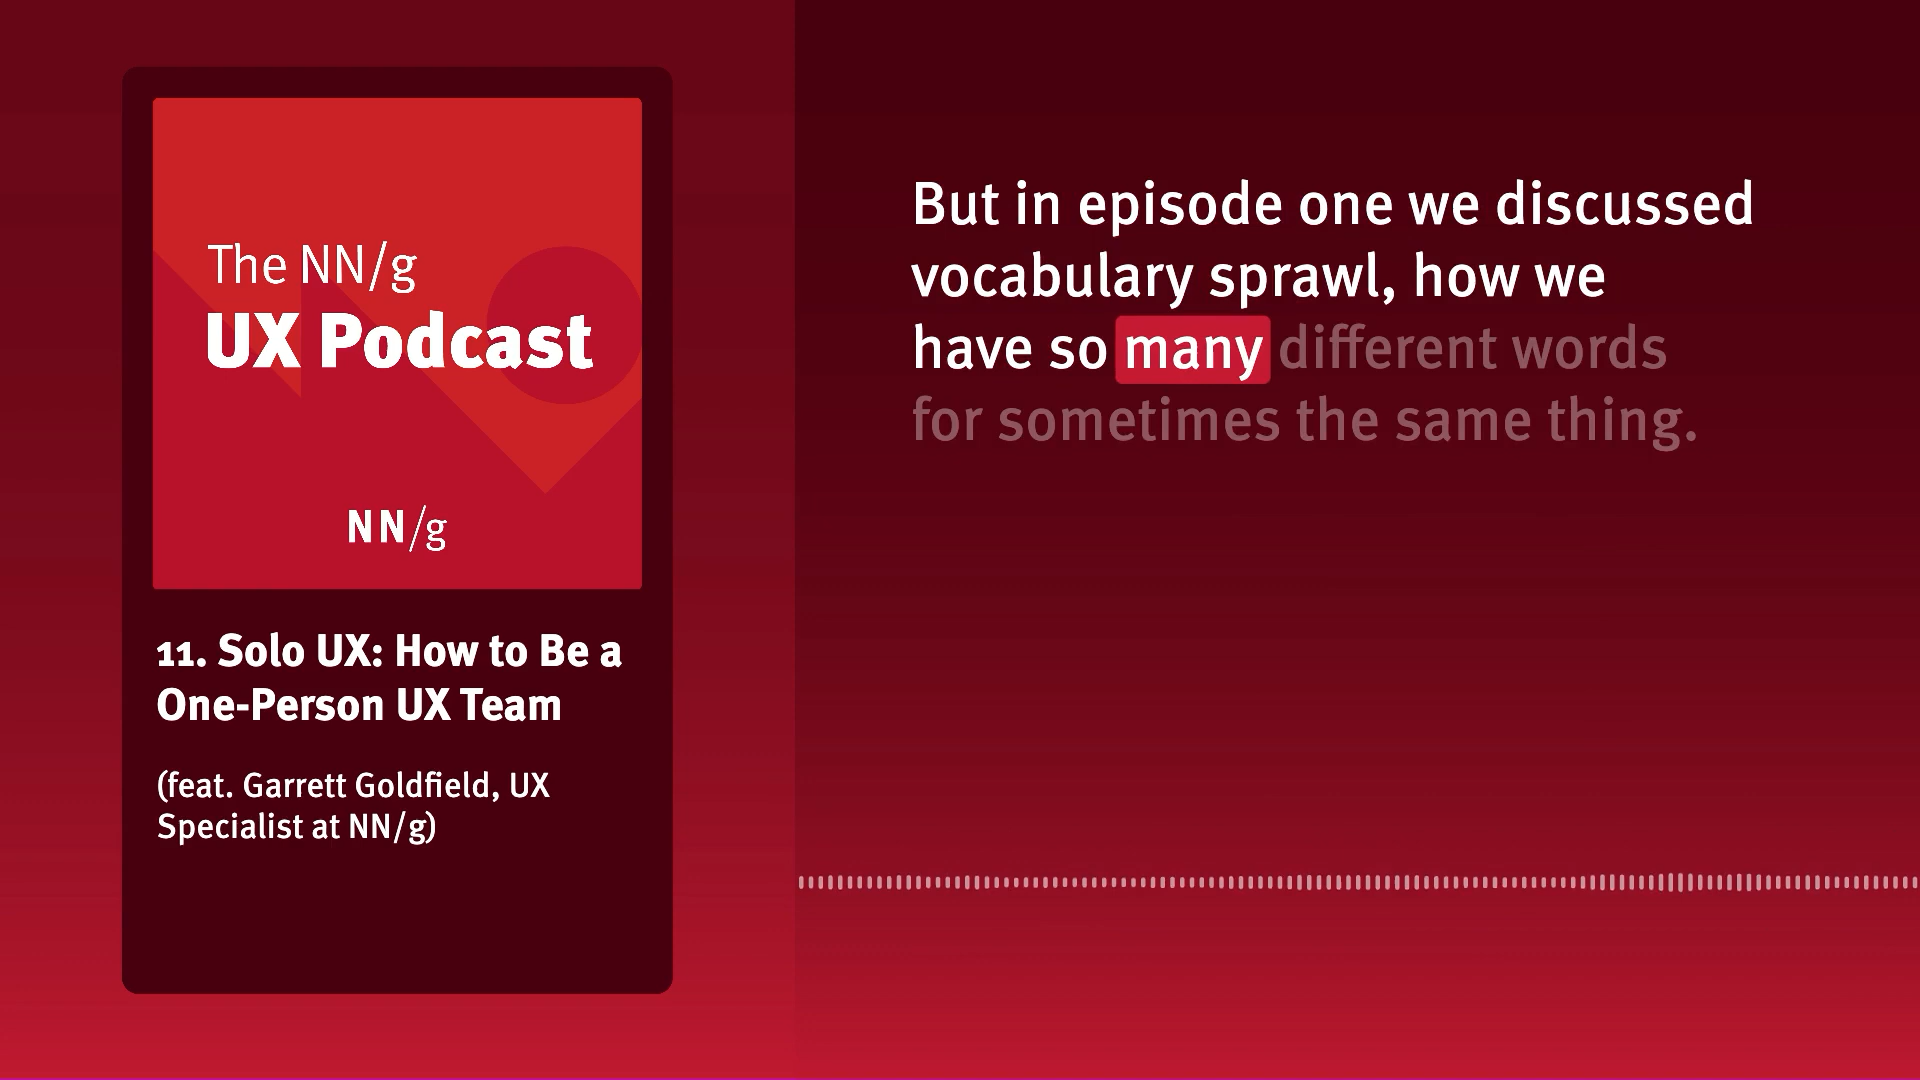 The NN/g
UX Podcast
NN/g
11. Solo UX: How to Be a
One-Person UX Team
(feat. Garrett Goldfield, UX
Specialist at NN/g)
But in episode one we discussed
vocabulary sprawl, how we
have so many different words
for sometimes the same thing.